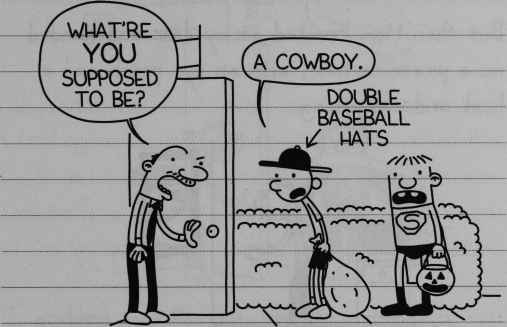 WHAT'RE
YOU
SUPPOSED
TO BE?
A COWBOY.
DOUBLE
BASEBALL
HATS
S